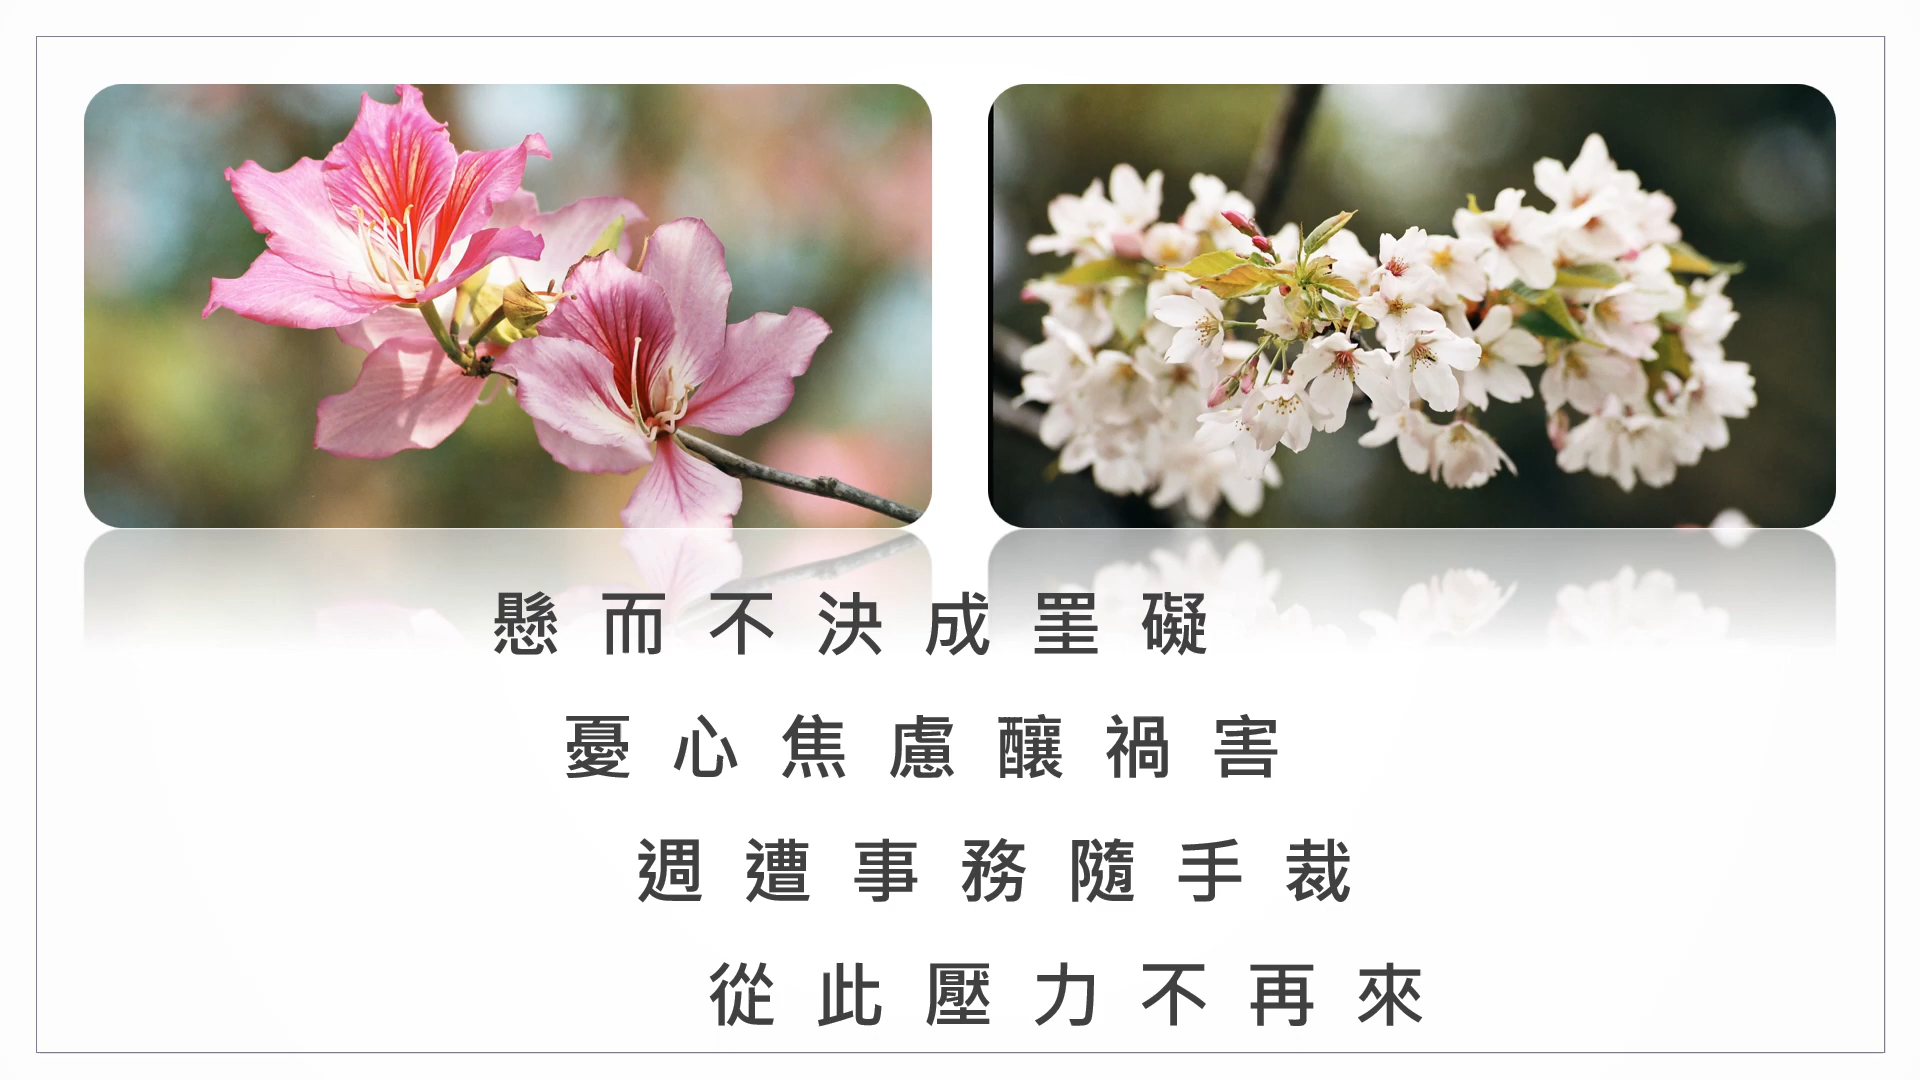 懸而不決成罣礙
憂心焦慮釀禍害
週遭事務隨手裁
從此壓力不再來